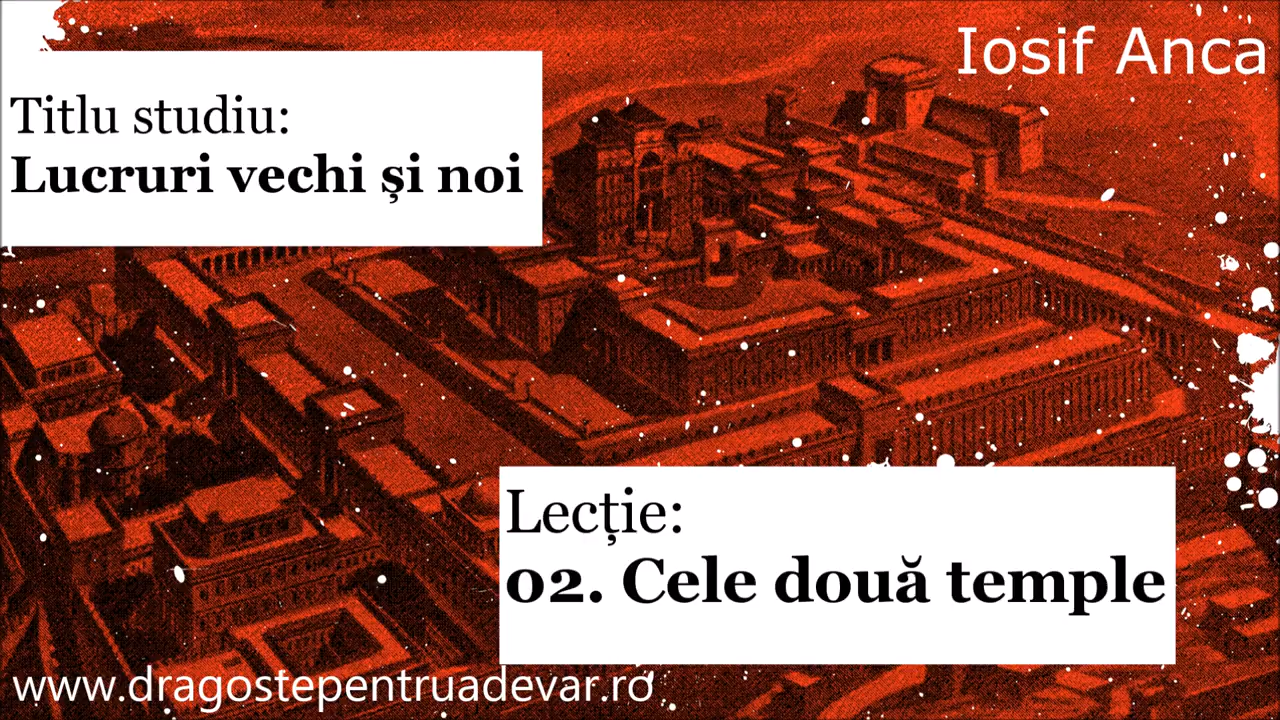 Iosif Anca
Titlu studiu:
Lucruri vechi și noi
Lecție:
02. Cele două temple
www.dragostepentruadevar.ro